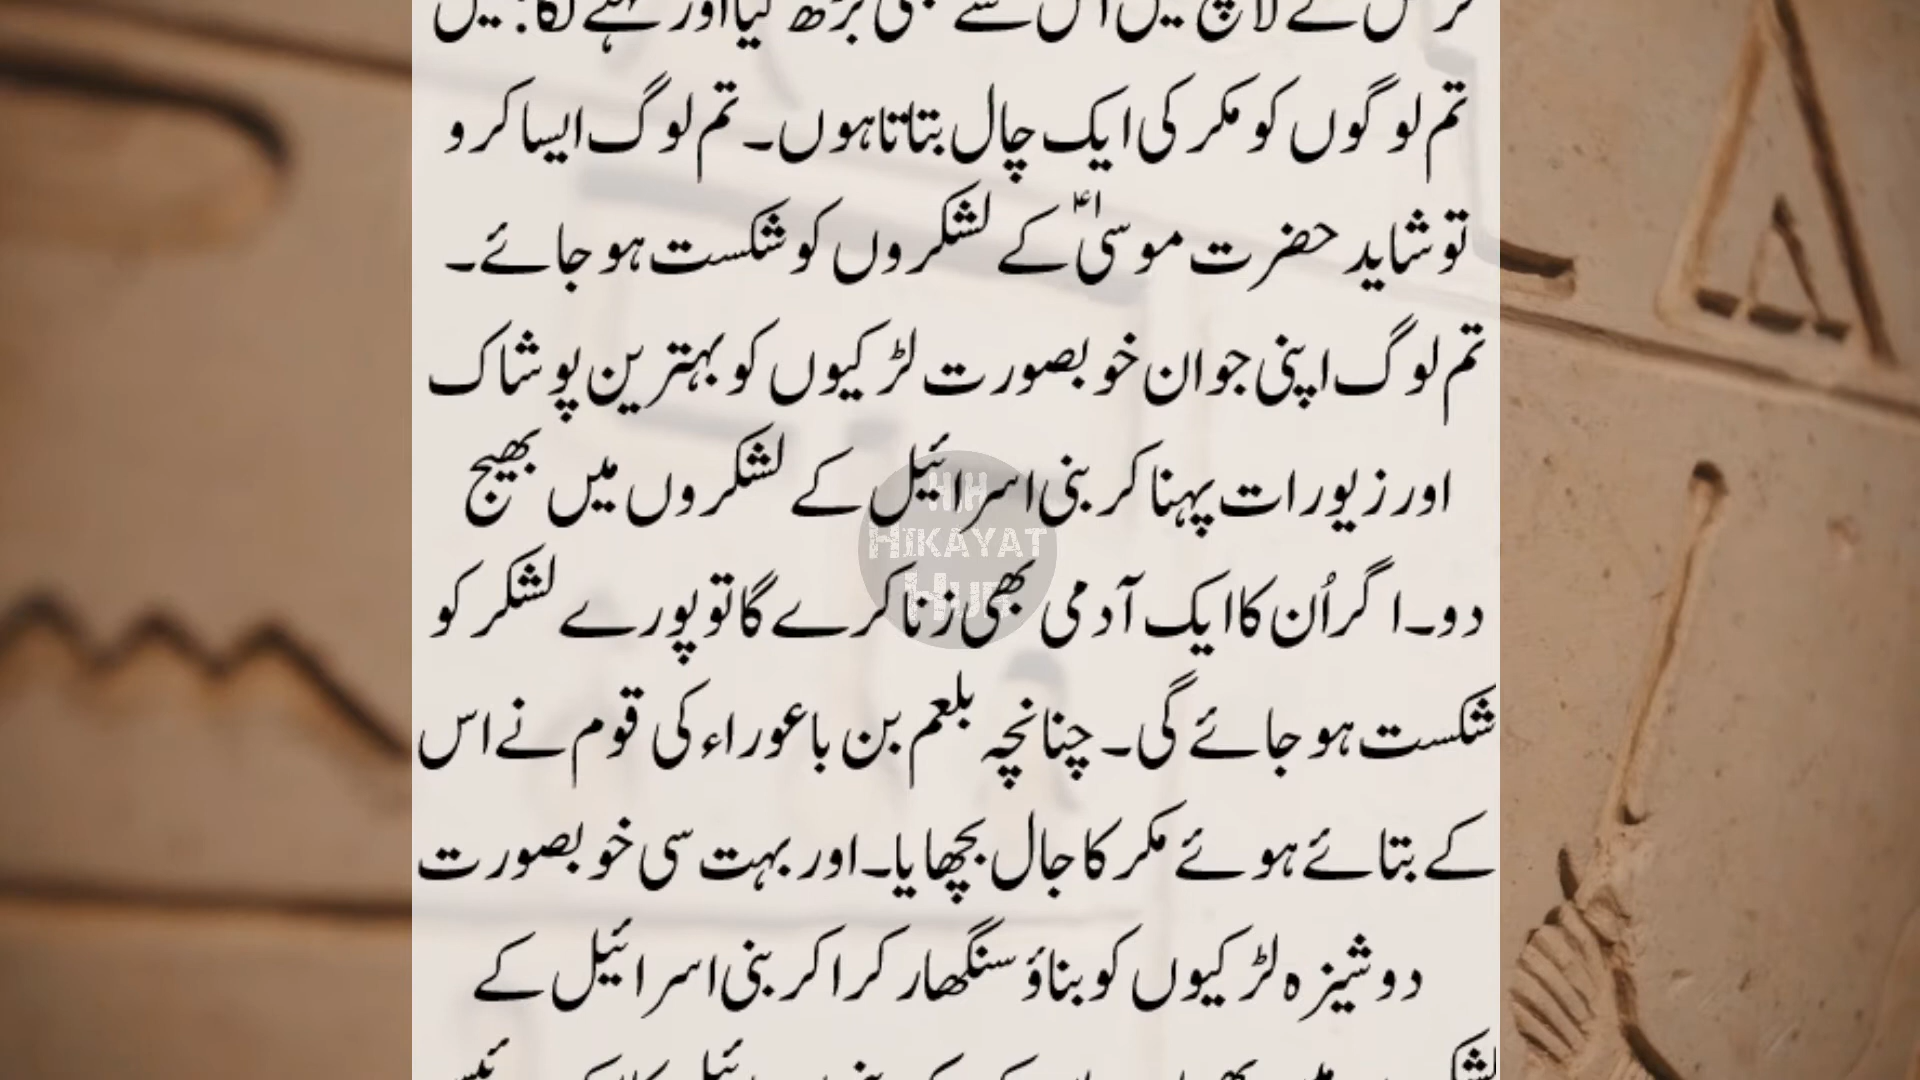 تم لوگوں کو مکر کی ایک چال بتاتا ہوں۔ تم لوگ ایسا کرو
تو شاید حضرت موسیٰؑ کے لشکروں کو شکست ہو جائے۔
تم لوگ اپنی جوان خوبصورت لڑکیوں کو بہترین پوشاک
اور زیورات پہنا کر بنی اسرائیل کے لشکروں میں بھیج
دو۔ اگر اُن کا ایک آدمی بھی زنا کرے گا تو پورے لشکر کو
شکست ہو جائے گی۔ چنانچہ بلعم بن باعوراء کی قوم نے اس
کے بتائے ہوئے مکر کا جال بچھایا۔ اور بہت سی خوبصورت
دوشیزہ لڑکیوں کو بناؤ سنگھار کرا کر بنی اسرائیل کے
HH
HIKAYAT
HUB